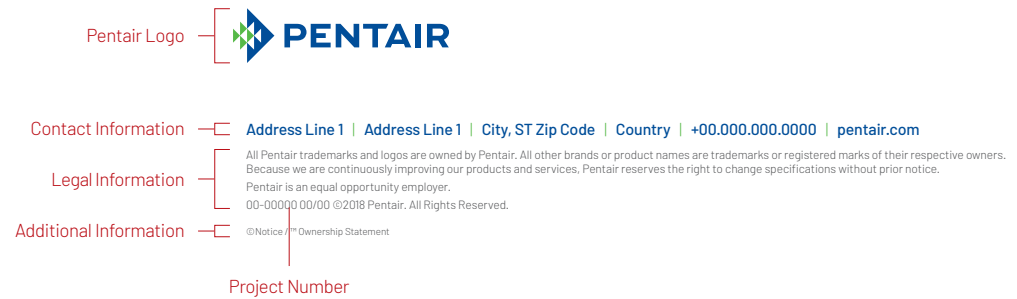 Pentair Logo
PENTAIR
Contact Information
Address Line 1 | Address Line 1 | City, ST Zip Code | Country | +00.000.000.0000 | pentair.com
Legal Information
All Pentair trademarks and logos are owned by Pentair. All other brands or product names are trademarks or registered marks of their respective owners.
Because we are continuously improving our products and services, Pentair reserves the right to change specifications without prior notice.
Pentair is an equal opportunity employer.
00-00000 00/00 ©2018 Pentair. All Rights Reserved.
Additional Information
©Notice /™ Ownership Statement
Project Number